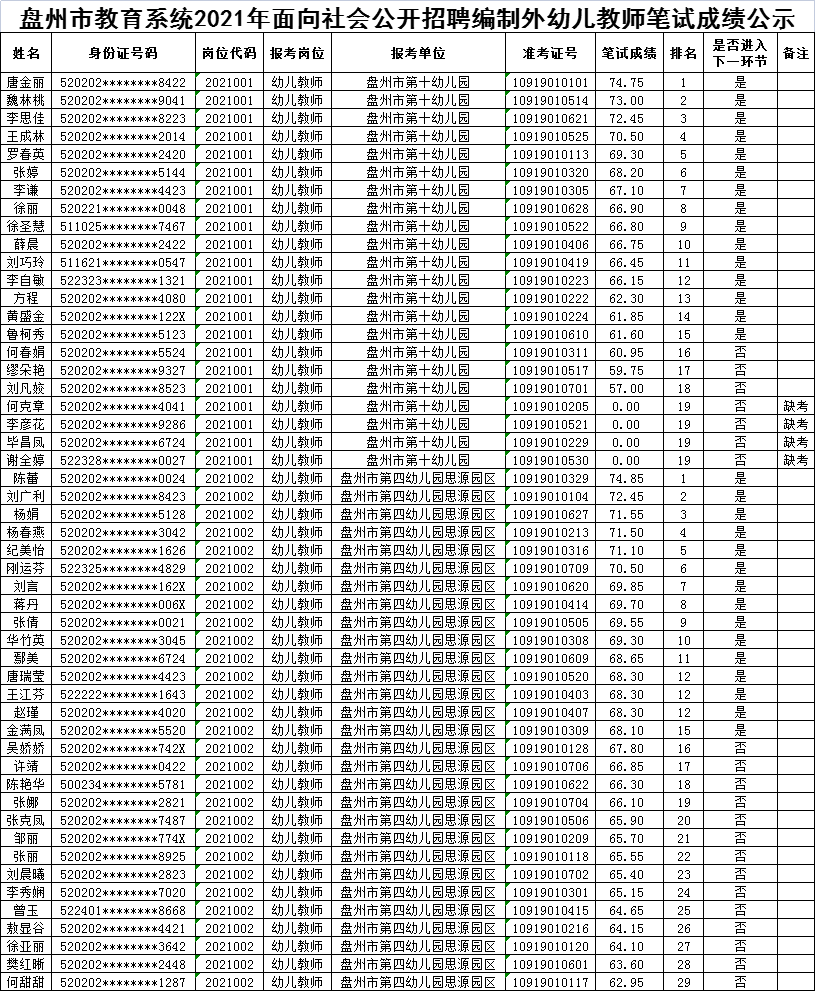 盘州市教育系统2021年面向社会公开招聘编制外幼儿教师笔试成绩公示
姓名 身份证号码 岗位代码 报考岗位 报考单位 准考证号 笔试成绩 排名 是否进入下一环节 备注
唐金丽 520202********8422 2021001 幼儿教师 盘州市第十幼儿园 10919010101 74.75 1 是
魏林桃 520202********9041 2021001 幼儿教师 盘州市第十幼儿园 10919010514 73.00 2 是
李思佳 520202********8223 2021001 幼儿教师 盘州市第十幼儿园 10919010621 72.45 3 是
王成林 520202********2014 2021001 幼儿教师 盘州市第十幼儿园 10919010525 70.50 4 是
罗春英 520202********2420 2021001 幼儿教师 盘州市第十幼儿园 10919010113 69.30 5 是
张婷 520202********5144 2021001 幼儿教师 盘州市第十幼儿园 10919010320 68.20 6 是
李谦 520202********4423 2021001 幼儿教师 盘州市第十幼儿园 10919010305 67.10 7 是
徐丽 520221********0048 2021001 幼儿教师 盘州市第十幼儿园 10919010628 66.90 8 是
徐圣慧 511025********7467 2021001 幼儿教师 盘州市第十幼儿园 10919010522 66.80 9 是
薛晨 520202********2422 2021001 幼儿教师 盘州市第十幼儿园 10919010406 66.75 10 是
刘巧玲 511621********0547 2021001 幼儿教师 盘州市第十幼儿园 10919010419 66.45 11 是
李自敏 522323********1321 2021001 幼儿教师 盘州市第十幼儿园 10919010223 66.15 12 是
方程 520202********4080 2021001 幼儿教师 盘州市第十幼儿园 10919010222 62.30 13 是
黄盛金 520202********122X 2021001 幼儿教师 盘州市第十幼儿园 10919010224 61.85 14 是
鲁柯秀 520202********5123 2021001 幼儿教师 盘州市第十幼儿园 10919010610 61.60 15 是
何春娟 520202********5524 2021001 幼儿教师 盘州市第十幼儿园 10919010311 60.95 16 否
缪朵艳 520202********9327 2021001 幼儿教师 盘州市第十幼儿园 10919010517 59.75 17 否
刘凡姣 520202********8523 2021001 幼儿教师 盘州市第十幼儿园 10919010701 57.00 18 否
何克章 520202********4041 2021001 幼儿教师 盘州市第十幼儿园 10919010205 0.00 19 否 缺考
李彦花 520202********9286 2021001 幼儿教师 盘州市第十幼儿园 10919010521 0.00 19 否 缺考
毕昌凤 520202********6724 2021001 幼儿教师 盘州市第十幼儿园 10919010229 0.00 19 否 缺考
谢全婷 522328********0027 2021001 幼儿教师 盘州市第十幼儿园 10919010530 0.00 19 否 缺考
陈蕾 520202********0024 2021002 幼儿教师 盘州市第四幼儿园思源园区 10919010329 74.85 1 是
刘广利 520202********8423 2021002 幼儿教师 盘州市第四幼儿园思源园区 10919010104 72.45 2 是
杨娟 520202********5128 2021002 幼儿教师 盘州市第四幼儿园思源园区 10919010627 71.55 3 是
杨春燕 520202********3042 2021002 幼儿教师 盘州市第四幼儿园思源园区 10919010213 71.50 4 是
纪美怡 520202********1626 2021002 幼儿教师 盘州市第四幼儿园思源园区 10919010316 71.10 5 是
刚运芬 522325********4829 2021002 幼儿教师 盘州市第四幼儿园思源园区 10919010709 70.50 6 是
刘言 520202********162X 2021002 幼儿教师 盘州市第四幼儿园思源园区 10919010620 69.85 7 是
蒋丹 520202********006X 2021002 幼儿教师 盘州市第四幼儿园思源园区 10919010414 69.70 8 是
张倩 520202********0021 2021002 幼儿教师 盘州市第四幼儿园思源园区 10919010505 69.55 9 是
华竹英 520202********3045 2021002 幼儿教师 盘州市第四幼儿园思源园区 10919010308 69.30 10 是
鄢美 520202********6724 2021002 幼儿教师 盘州市第四幼儿园思源园区 10919010609 68.65 11 是
唐瑞莹 520202********4423 2021002 幼儿教师 盘州市第四幼儿园思源园区 10919010520 68.30 12 是
王江芬 522222********1643 2021002 幼儿教师 盘州市第四幼儿园思源园区 10919010403 68.30 12 是
赵瑾 520202********4020 2021002 幼儿教师 盘州市第四幼儿园思源园区 10919010407 68.30 12 是
金满凤 520202********5520 2021002 幼儿教师 盘州市第四幼儿园思源园区 10919010309 68.10 15 是
吴娇娇 520202********742X 2021002 幼儿教师 盘州市第四幼儿园思源园区 10919010128 67.80 16 否
许靖 520202********0422 2021002 幼儿教师 盘州市第四幼儿园思源园区 10919010706 66.85 17 否
陈艳华 500234********5781 2021002 幼儿教师 盘州市第四幼儿园思源园区 10919010622 66.30 18 否
张娜 520202********2821 2021002 幼儿教师 盘州市第四幼儿园思源园区 10919010704 66.10 19 否
张克凤 520202********7487 2021002 幼儿教师 盘州市第四幼儿园思源园区 10919010506 65.90 20 否
邹丽 520202********774X 2021002 幼儿教师 盘州市第四幼儿园思源园区 10919010209 65.70 21 否
张丽 520202********8925 2021002 幼儿教师 盘州市第四幼儿园思源园区 10919010118 65.55 22 否
刘晨曦 520202********2823 2021002 幼儿教师 盘州市第四幼儿园思源园区 10919010702 65.40 23 否
李秀娴 520202********7020 2021002 幼儿教师 盘州市第四幼儿园思源园区 10919010301 65.15 24 否
曾玉 522401********8668 2021002 幼儿教师 盘州市第四幼儿园思源园区 10919010415 64.65 25 否
敖显谷 520202********4421 2021002 幼儿教师 盘州市第四幼儿园思源园区 10919010216 64.15 26 否
徐亚丽 520202********3642 2021002 幼儿教师 盘州市第四幼儿园思源园区 10919010120 64.10 27 否
樊红晰 520202********2448 2021002 幼儿教师 盘州市第四幼儿园思源园区 10919010601 63.60 28 否
何甜甜 520202********1287 2021002 幼儿教师 盘州市第四幼儿园思源园区 10919010117 62.95 29 否